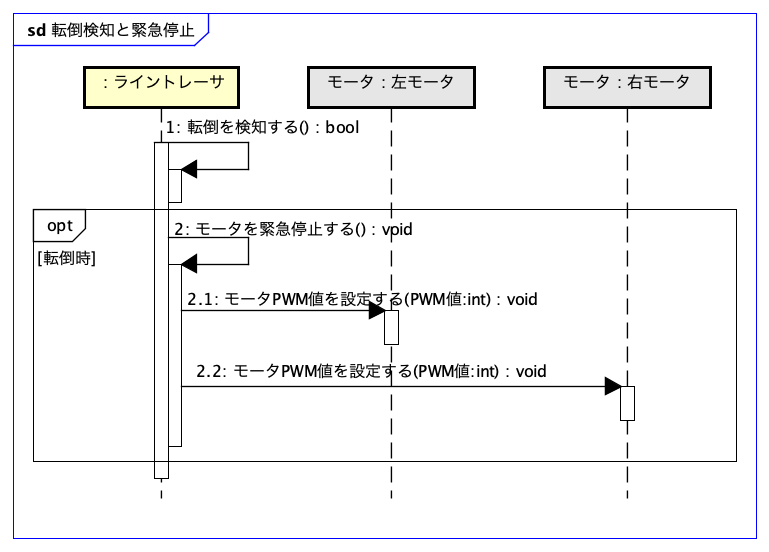 sd 転倒検知と緊急停止
：ライントレーサ
モータ：左モータ
モータ：右モータ
1: 転倒を検知する()：bool
opt
2: モータを緊急停止する()：void
[転倒時]
2.1: モータPWM値を設定する(PWM値:int)：void
2.2: モータPWM値を設定する(PWM値:int)：void